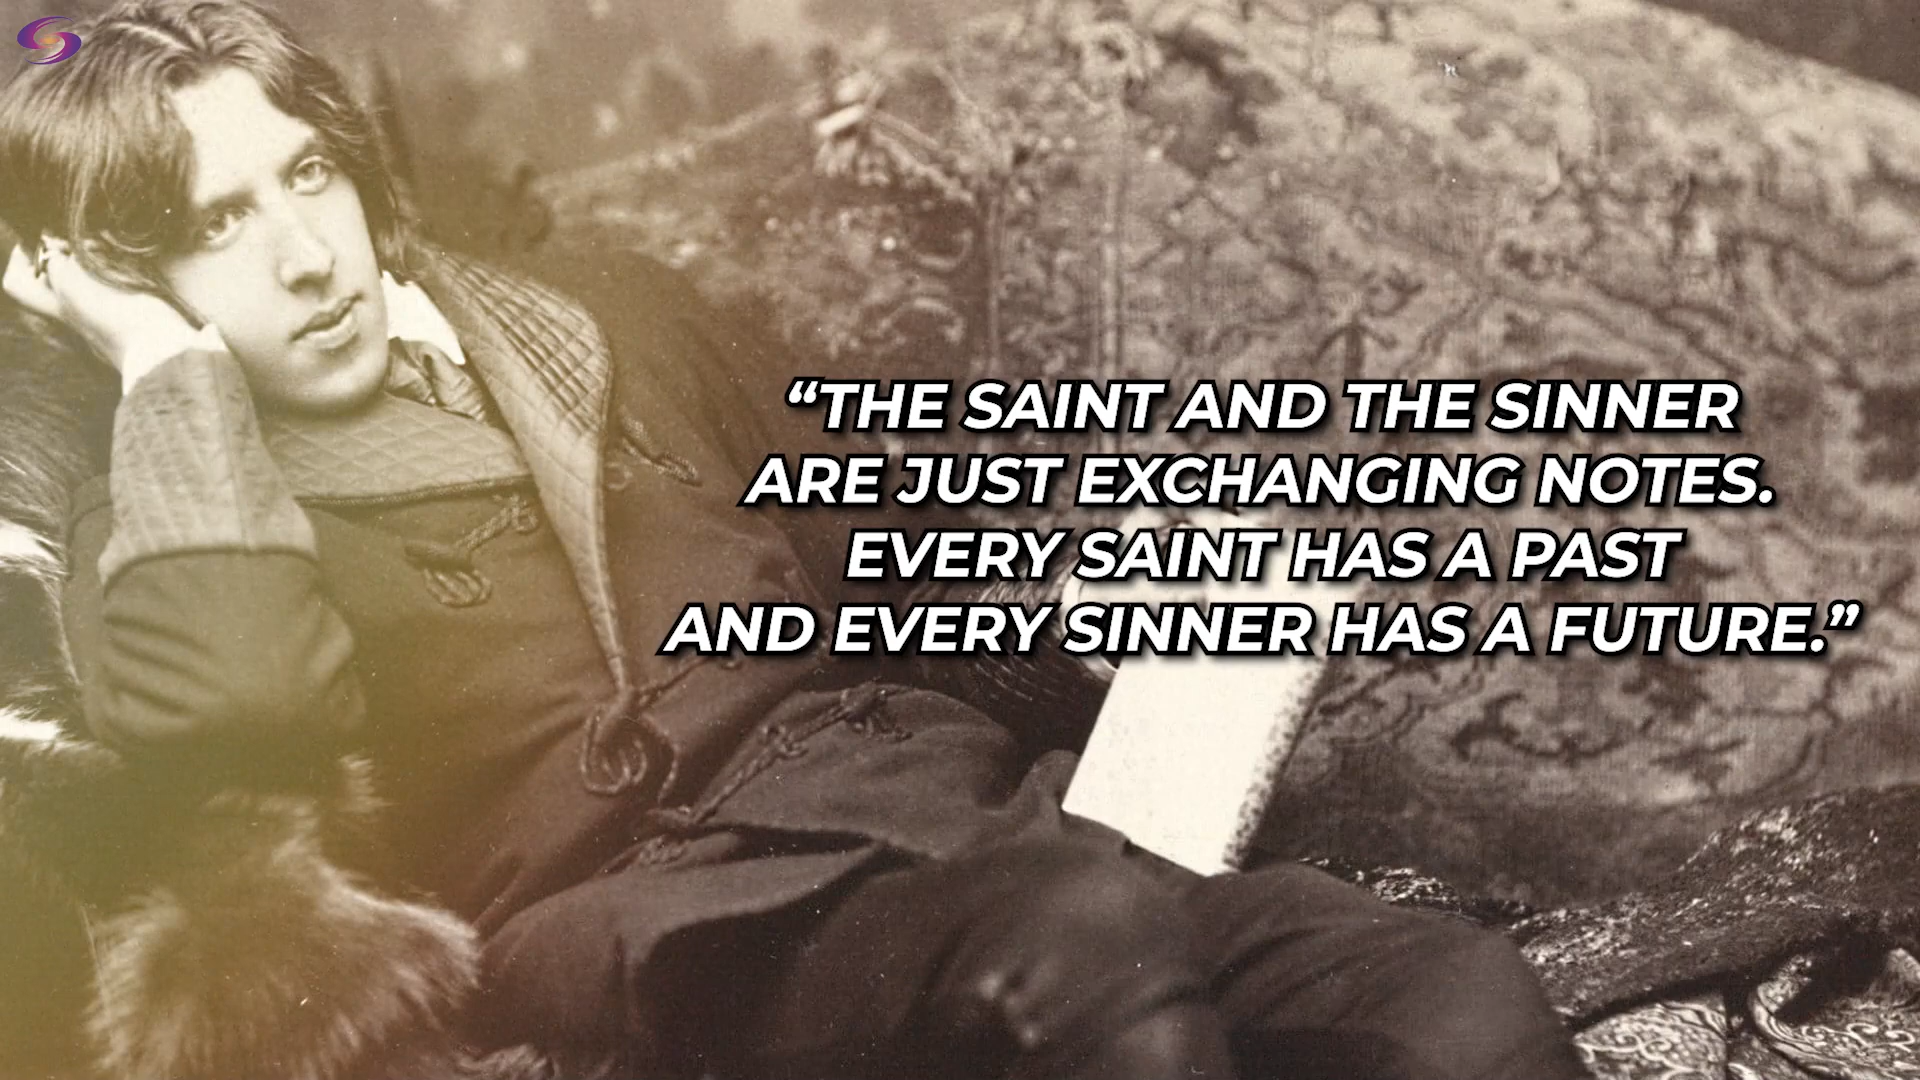 “THE SAINT AND THE SINNER
ARE JUST EXCHANGING NOTES.
EVERY SAINT HAS A PAST
AND EVERY SINNER HAS A FUTURE.”